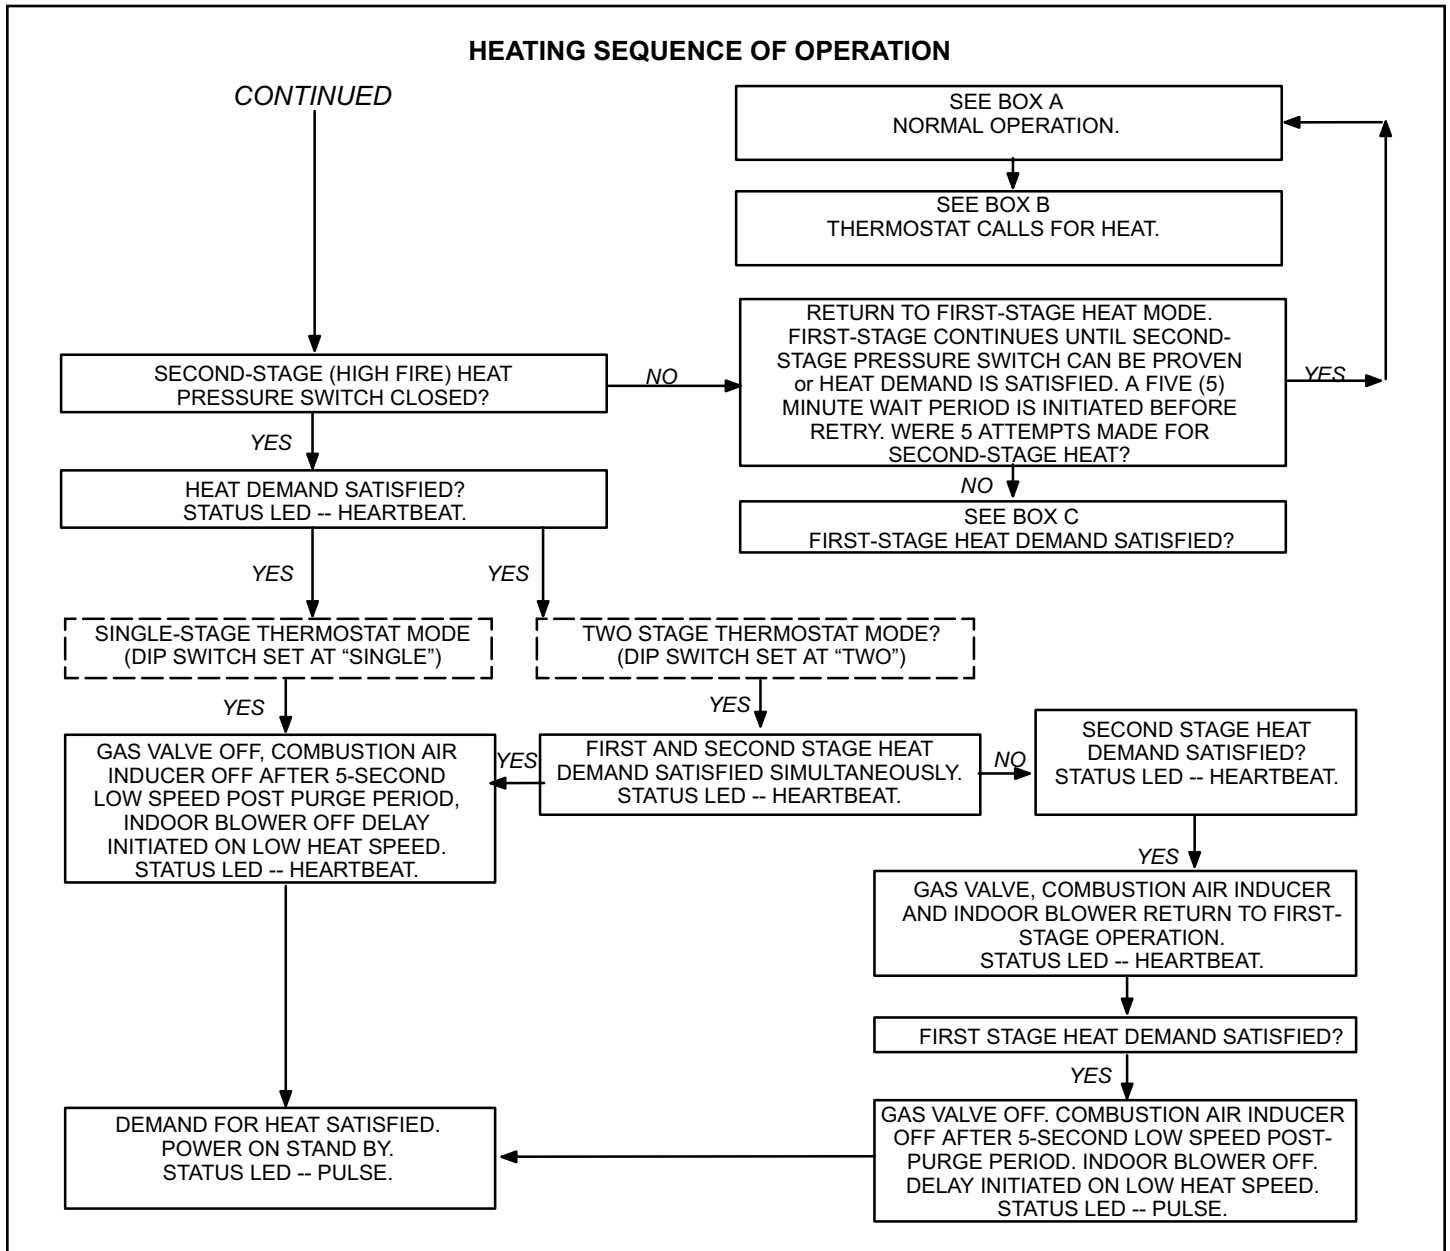 HEATING SEQUENCE OF OPERATION
CONTINUED
SEE BOX A
NORMAL OPERATION.
SEE BOX B
THERMOSTAT CALLS FOR HEAT.
SECOND-STAGE (HIGH FIRE) HEAT
PRESSURE SWITCH CLOSED?
NO
RETURN TO FIRST-STAGE HEAT MODE.
FIRST-STAGE CONTINUES UNTIL SECOND-
STAGE PRESSURE SWITCH CAN BE PROVEN
or HEAT DEMAND IS SATISFIED. A FIVE (5)
MINUTE WAIT PERIOD IS INITIATED BEFORE
RETRY. WERE 5 ATTEMPTS MADE FOR
SECOND-STAGE HEAT?
YES
YES
NO
HEAT DEMAND SATISFIED?
STATUS LED -- HEARTBEAT.
SEE BOX C
FIRST-STAGE HEAT DEMAND SATISFIED?
YES
YES
SINGLE-STAGE THERMOSTAT MODE
(DIP SWITCH SET AT “SINGLE”)
TWO STAGE THERMOSTAT MODE?
(DIP SWITCH SET AT “TWO”)
YES
YES
GAS VALVE OFF, COMBUSTION AIR
INDUCER OFF AFTER 5-SECOND
LOW SPEED POST PURGE PERIOD,
INDOOR BLOWER OFF DELAY
INITIATED ON LOW HEAT SPEED.
STATUS LED -- HEARTBEAT.
YES
FIRST AND SECOND STAGE HEAT
DEMAND SATISFIED SIMULTANEOUSLY.
STATUS LED -- HEARTBEAT.
NO
SECOND STAGE HEAT
DEMAND SATISFIED?
STATUS LED -- HEARTBEAT.
YES
GAS VALVE, COMBUSTION AIR INDUCER
AND INDOOR BLOWER RETURN TO FIRST-
STAGE OPERATION.
STATUS LED -- HEARTBEAT.
FIRST STAGE HEAT DEMAND SATISFIED?
YES
DEMAND FOR HEAT SATISFIED.
POWER ON STAND BY.
STATUS LED -- PULSE.
GAS VALVE OFF. COMBUSTION AIR INDUCER
OFF AFTER 5-SECOND LOW SPEED POST-
PURGE PERIOD. INDOOR BLOWER OFF.
DELAY INITIATED ON LOW HEAT SPEED.
STATUS LED -- PULSE.